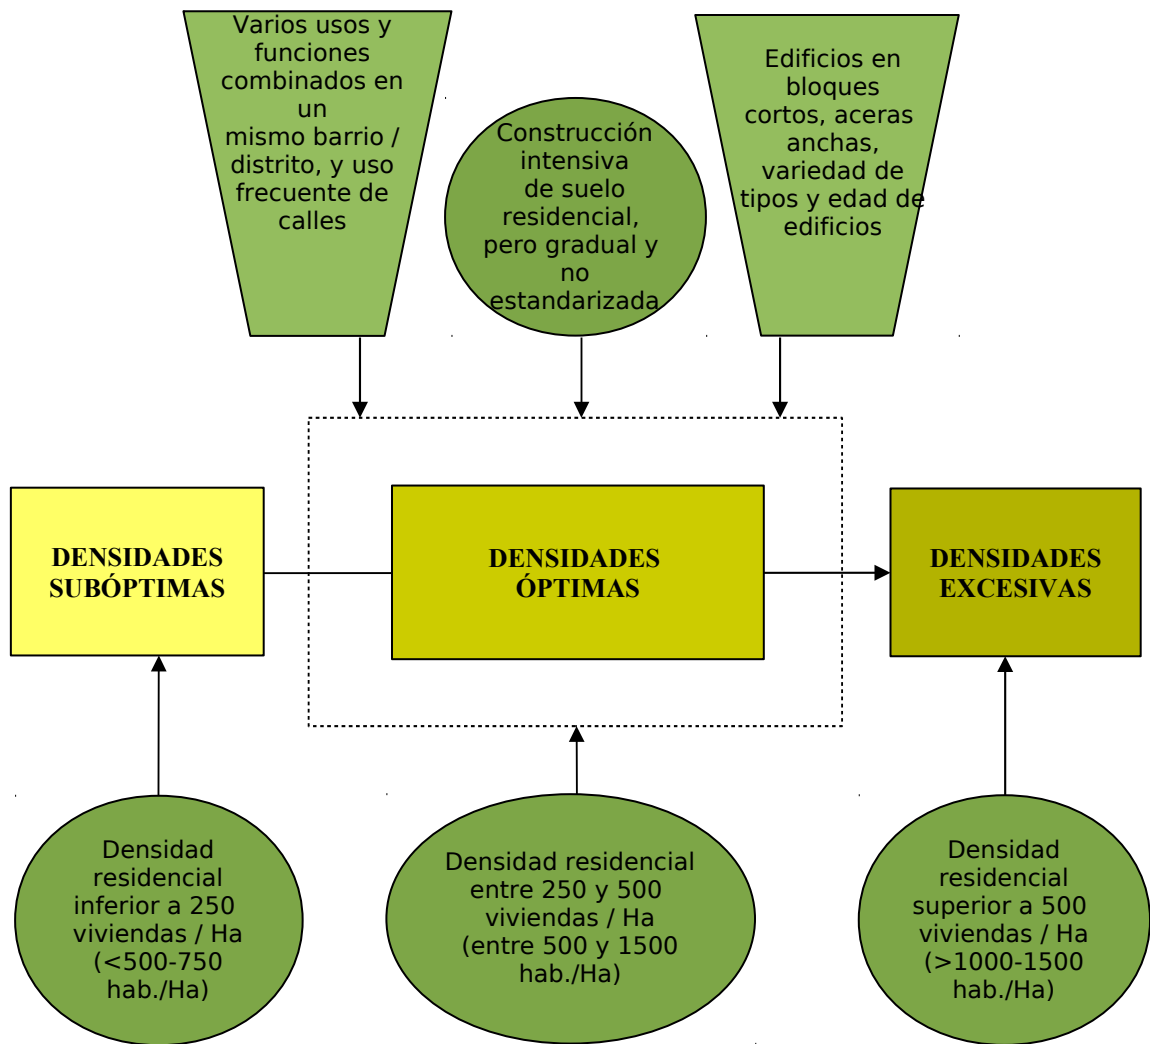 Varios usos y
funciones
combinados en
un
mismo barrio /
distrito, y uso
frecuente de
calles
Construcción
intensiva
de suelo
residencial,
pero gradual y
no
estandarizada
Edificios en
bloques
cortos, aceras
anchas,
variedad de
tipos y edad de
edificios
DENSIDADES
SUBÓPTIMAS
DENSIDADES
ÓPTIMAS
DENSIDADES
EXCESIVAS
Densidad
residencial
inferior a 250
viviendas / Ha
(<500-750
hab./Ha)
Densidad residencial
entre 250 y 500
viviendas / Ha
(entre 500 y 1500
hab./Ha)
Densidad
residencial
superior a 500
viviendas / Ha
(>1000-1500
hab./Ha)